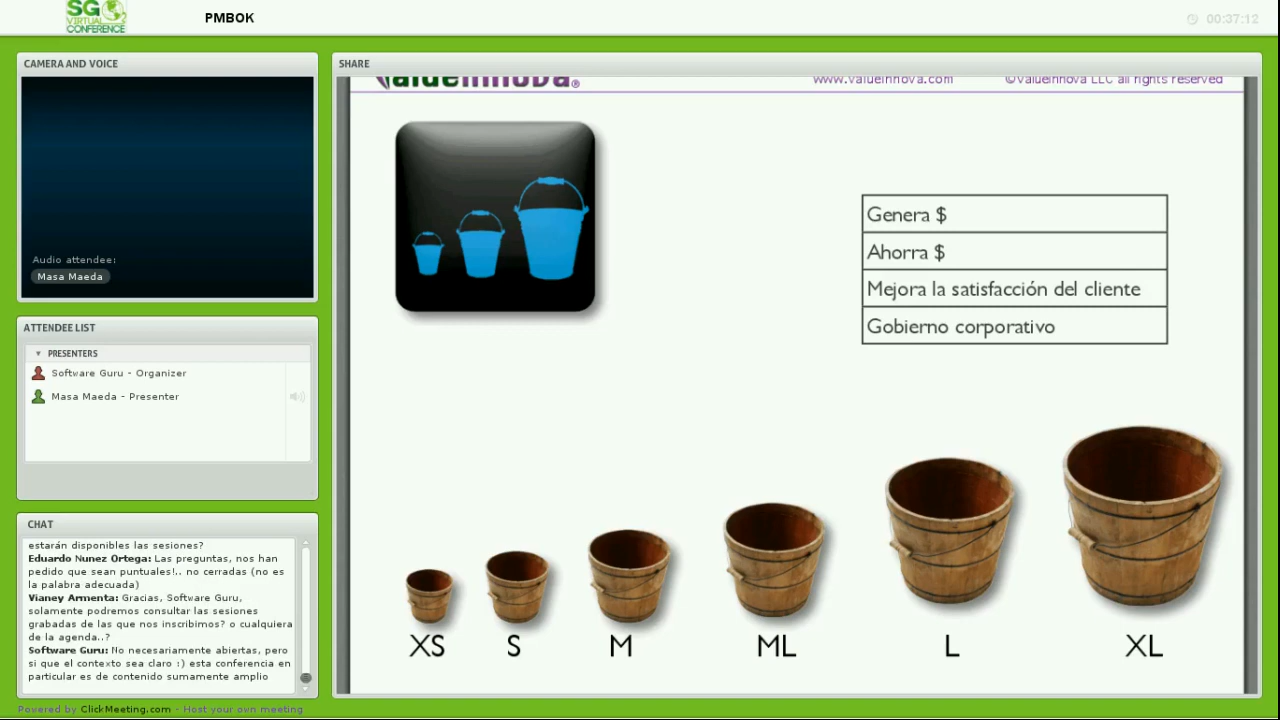 SG
VIRTUAL
CONFERENCE
PMBOK
00:37:12
CAMERA AND VOICE
Audio attendee:
Masa Maeda
ATTENDEE LIST
PRESENTERS
Software Guru - Organizer
Masa Maeda - Presenter
CHAT
estarán disponibles las sesiones?
Eduardo Nunez Ortega: Las preguntas, nos han
pedido que sean puntuales!.. no cerradas (no es
la palabra adecuada)
Vianey Armenta: Gracias, Software Guru,
solamente podremos consultar las sesiones
grabadas de las que nos inscribimos? o cualquiera
de la agenda..?
Software Guru: No necesariamente abiertas, pero
si que el contexto sea claro :) esta conferencia en
particular es de contenido sumamente amplio
SHARE
ValueInnova®
www.valueinnova.com
©ValueInnova LLC all rights reserved
Genera $
Ahorra $
Mejora la satisfacción del cliente
Gobierno corporativo
XS S M ML L XL
Powered by ClickMeeting.com - Host your own meeting